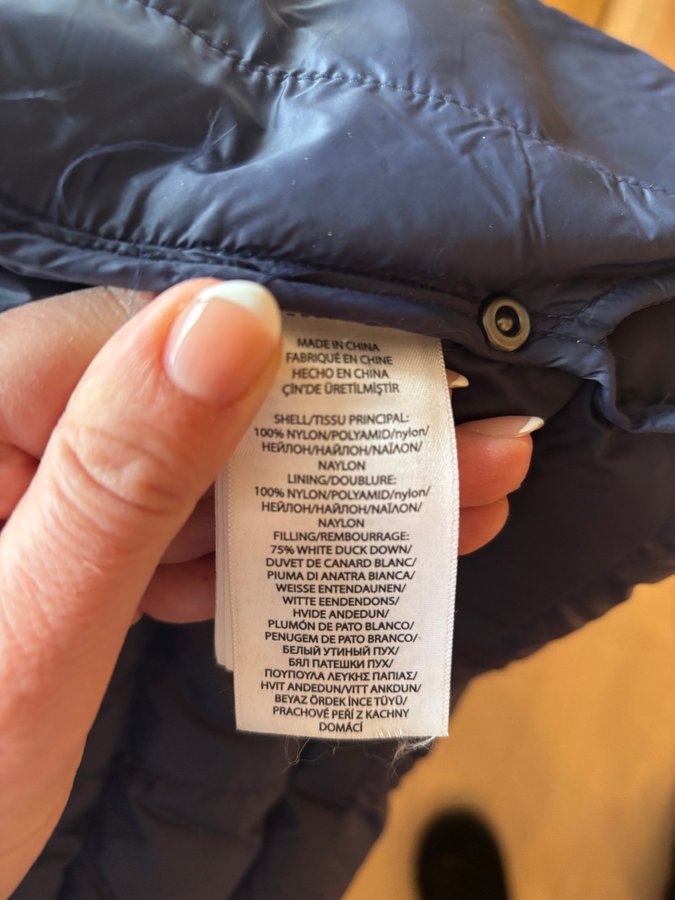 MADE IN CHINA
FABRIQUÉ EN CHINE
HECHO EN CHINA
ÇİN'DE ÜRETİLMİŞTİR
SHELL/TISSU PRINCIPAL:
100% NYLON/POLYAMID/nylon/
НЕЙЛОН/НАЙЛОН/ΝΑΪΛΟΝ/
NAYLON
LINING/DOUBLURE:
100% NYLON/POLYAMID/nylon/
НЕЙЛОН/НАЙЛОН/ΝΑΪΛΟΝ/
NAYLON
FILLING/REMBOURRAGE:
75% WHITE DUCK DOWN/
DUVET DE CANARD BLANC/
PIUMA DI ANATRA BIANCA/
WEISSE ENTENDAUNEN/
WITTE EENDENDONS/
HVIDE ANDEDUN/
PLUMÓN DE PATO BLANCO/
PENUGEM DE PATO BRANCO/
БЕЛЫЙ УТИНЫЙ ПУХ/
БЯЛ ПАТЕШКИ ПУХ/
ΠΟΥΠΟΥΛΑ ΛΕΥΚΗΣ ΠΑΠΙΑΣ/
HVIT ANDEDUN/VITT ANKDUN/
BEYAZ ÖRDEK İNCE TÜYÜ/
PRACHOVÉ PEŘÍ Z KACHNY
DOMÁCÍ